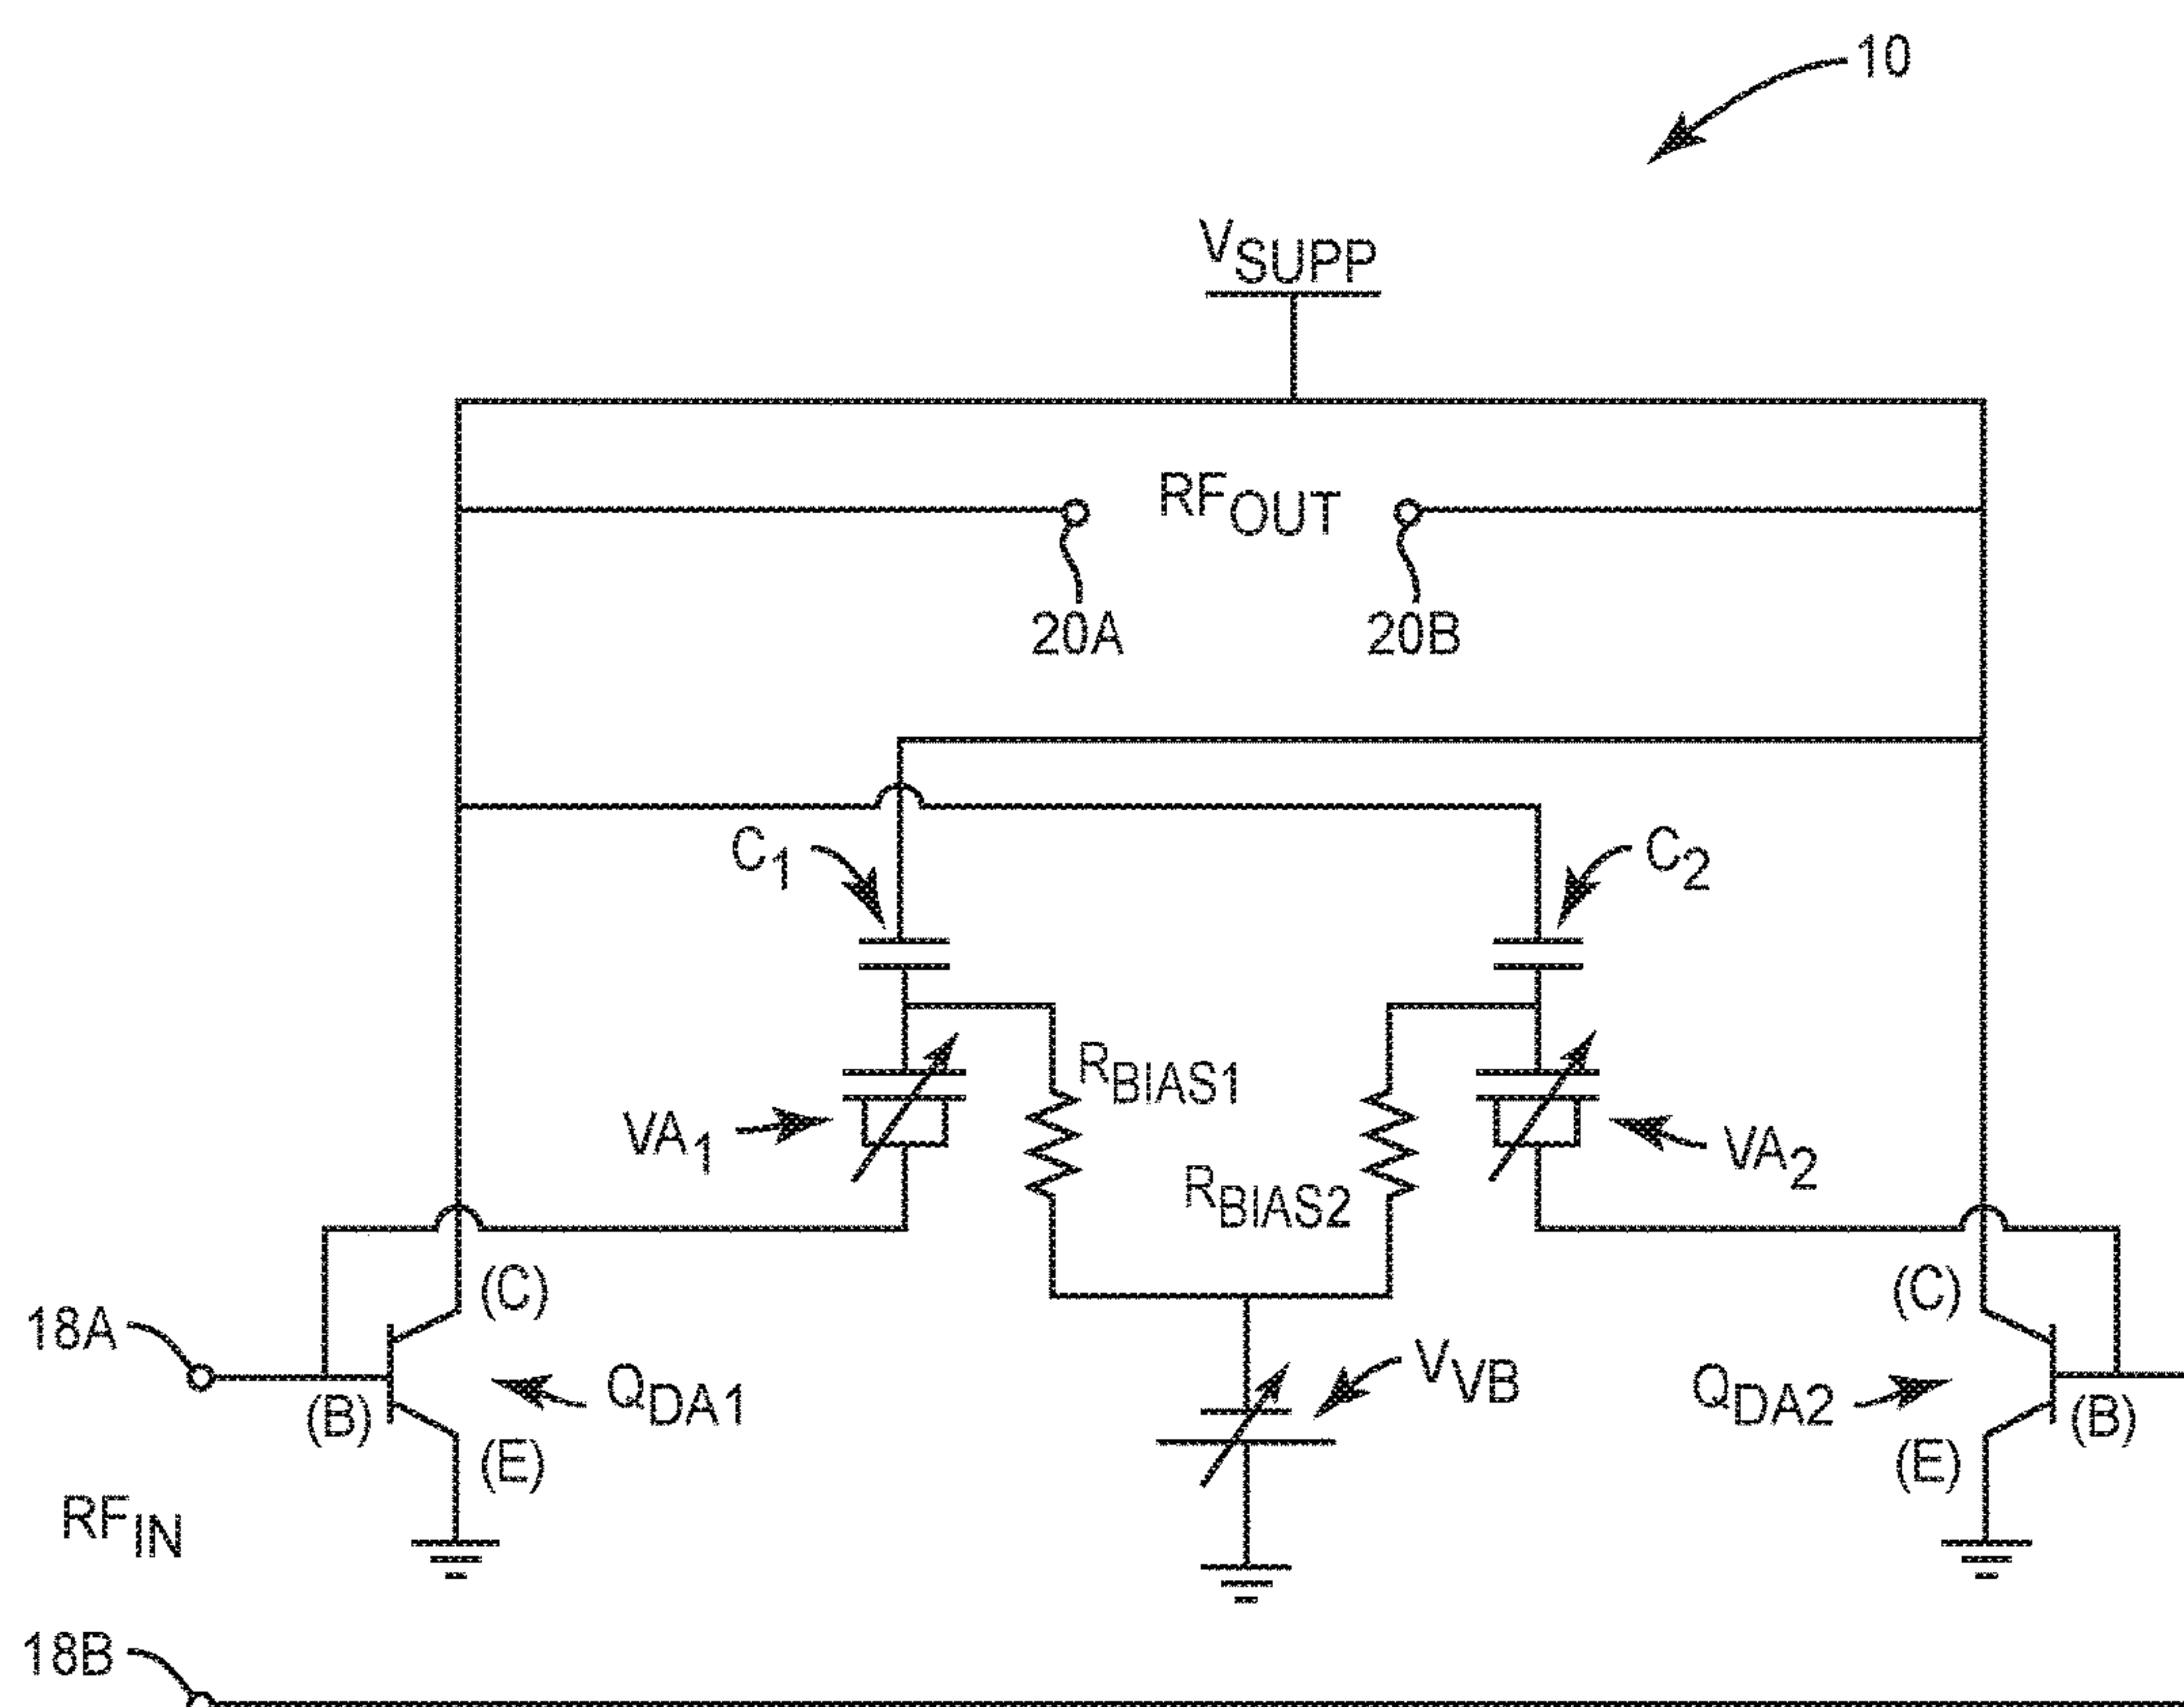 10
VSUPP
RFOUT
20A
20B
C1
C2
RBIAS1
VA1
RBIAS2
VA2
(C)
(C)
18A
VVB
QDA1
QDA2
(B)
(B)
(E)
(E)
RFIN
18B